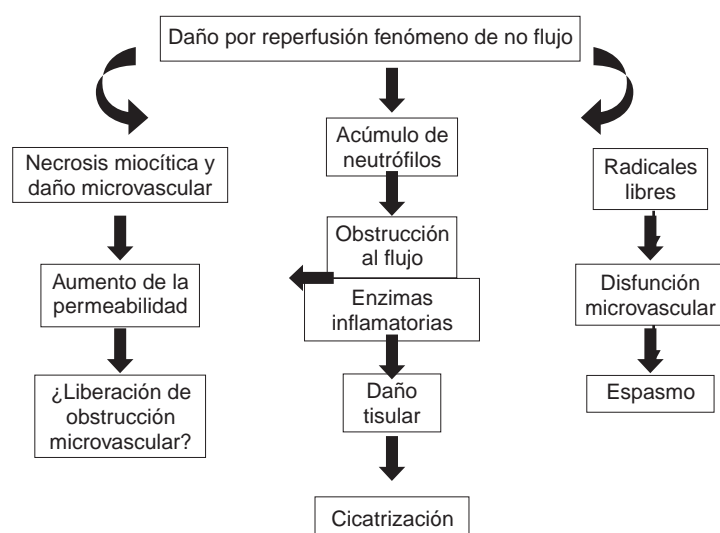 Daño por reperfusión fenómeno de no flujo
Necrosis miocítica y
daño microvascular
Aumento de la
permeabilidad
¿Liberación de
obstrucción
microvascular?
Acúmulo de
neutrófilos
Obstrucción
al flujo
Enzimas
inflamatorias
Daño
tisular
Cicatrización
Radicales
libres
Disfunción
microvascular
Espasmo